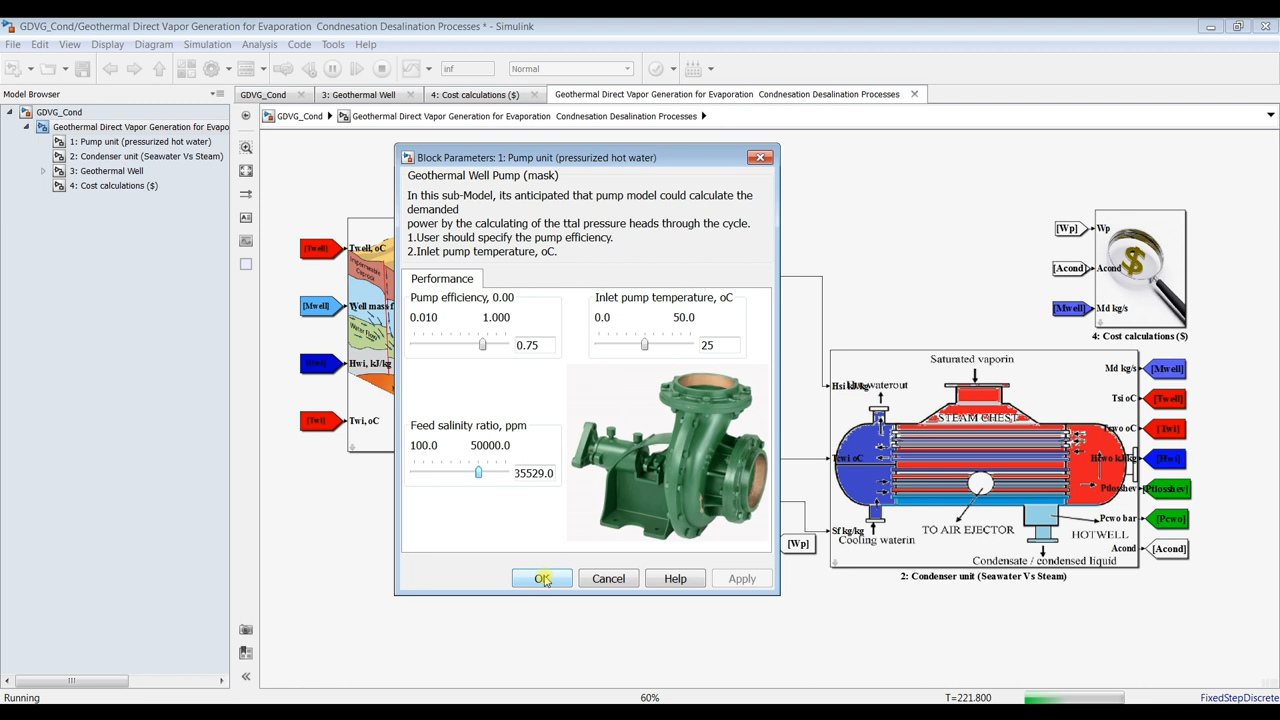 GDVG_Cond/Geothermal Direct Vapor Generation for Evaporation   Condnesation Desalination Processes * - Simulink
File Edit View Display Diagram Simulation Analysis Code Tools Help
inf
Normal
Model Browser
GDVG_Cond
3: Geothermal Well
4: Cost calculations ($)
Geothermal Direct Vapor Generation for Evaporation   Condnesation Desalination Processes
GDVG_Cond
Geothermal Direct Vapor Generation for Evapo
1: Pump unit (pressurized hot water)
2: Condenser unit (Seawater Vs Steam)
3: Geothermal Well
4: Cost calculations ($)
GDVG_Cond
Geothermal Direct Vapor Generation for Evaporation   Condnesation Desalination Processes
Block Parameters: 1: Pump unit (pressurized hot water)
Geothermal Well Pump (mask)
In this sub-Model, its anticipated that pump model could calculate the
demanded
power by the calculating of the ttal pressure heads through the cycle.
1.User should specify the pump efficiency.
2.Inlet pump temperature, oC.
Performance
Pump efficiency, 0.00
0.010 1.000
0.75
Inlet pump temperature, oC
0.0 50.0
25
Feed salinity ratio, ppm
100.0 50000.0
35529.0
OK
Cancel
Help
Apply
[Twell]
Twell, oC
Impermeable
Caprock
[Mwell]
Well mass f
Water Flow
Hwi, kJ/kg
[Twi]
Twi, oC
[Wp]
Wp
[Acond]
Acond
[Mwell]
Md kg/s
$
4: Cost calculations ($)
Saturated vaporin
STEAM CHEST
Tcwi oC
Sf kg/kg
[Wp]
Cooling waterin
TO AIR EJECTOR
HOTWELL
Condensate / condensed liquid
Md kg/s
[Mwell]
Tsi oC
[Twell]
[Twi]
[Hwi]
Pcwo bar
[Pcwo]
Acond
[Acond]
2: Condenser unit (Seawater Vs Steam)
Running
60%
T=221.800
FixedStepDiscrete